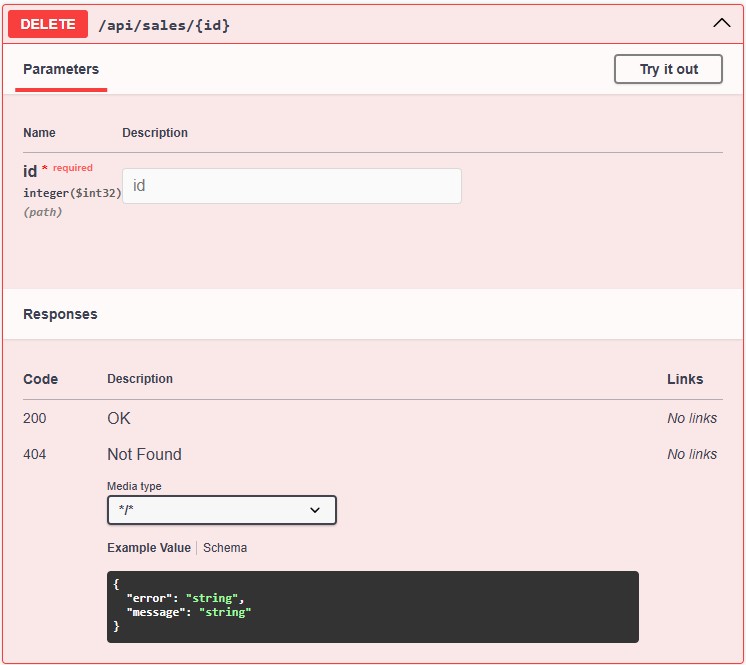 DELETE /api/sales/{id}
Parameters Try it out
Name Description
id * required
integer($int32)
(path)
id
Responses
Code Description Links
200 OK No links
404 Not Found No links
Media type
*/*
Example Value Schema
{
"error": "string",
"message": "string"
}